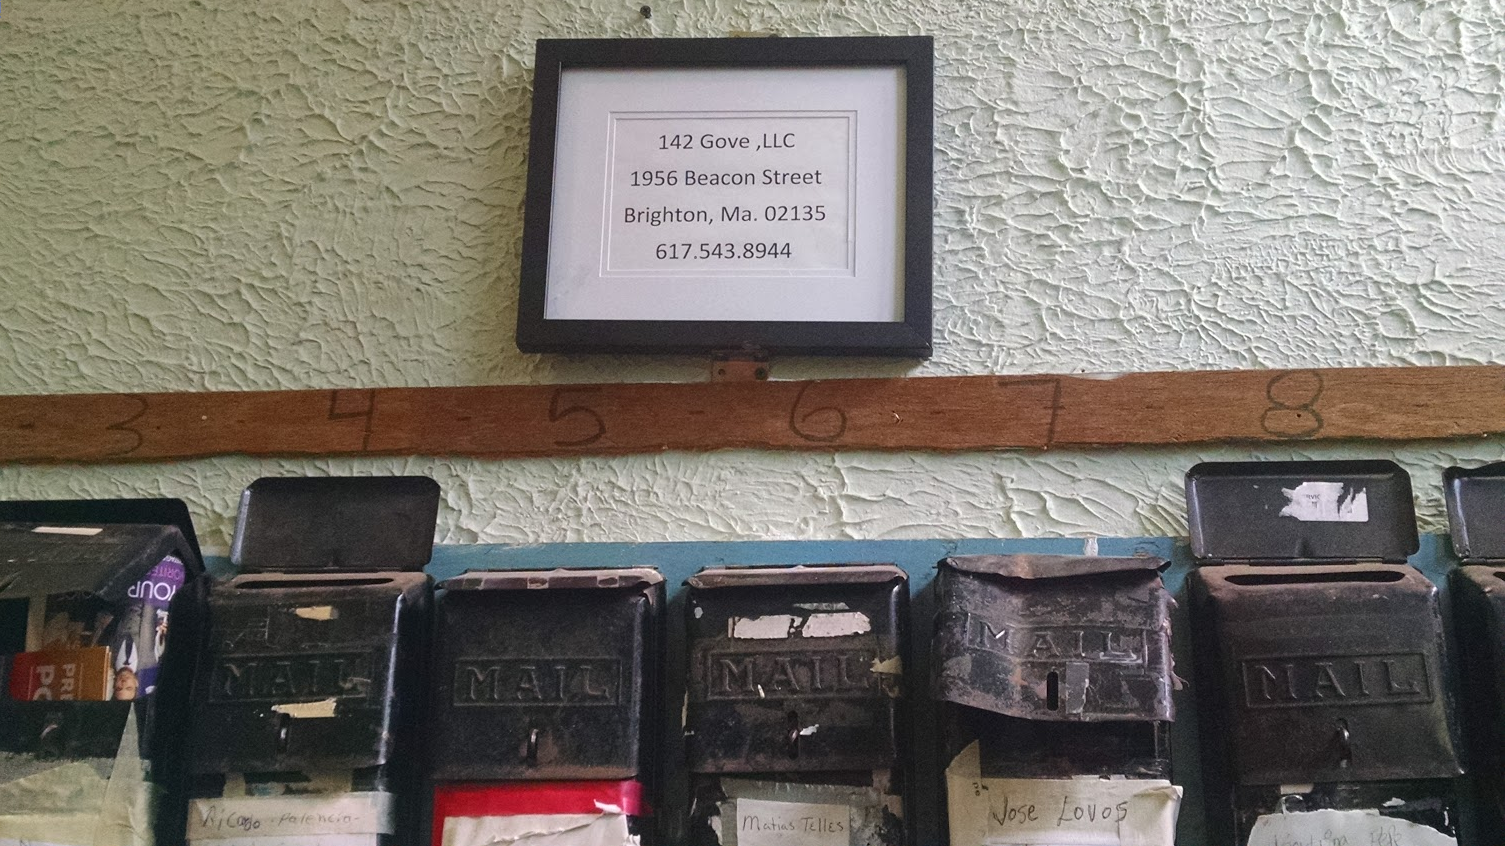 142 Gove ,LLC
1956 Beacon Street
Brighton, Ma. 02135
617.543.8944
3 - 4 - 5 - 6 - 7 - 8
MAIL
MAIL
MAIL
MAIL
MAIL
Matias Telles
Jose Lovos